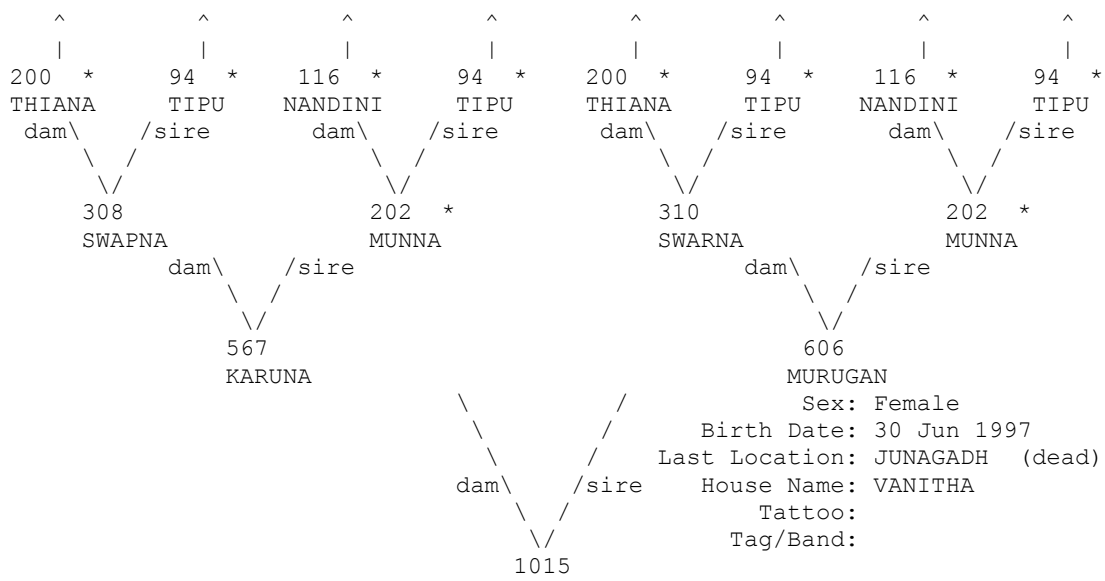 ^ ^ ^ ^ ^ ^ ^ ^
| | | | | | | |
200 * 94 * 116 * 94 * 200 * 94 * 116 * 94 *
THIANA TIPU NANDINI TIPU THIANA TIPU NANDINI TIPU
dam\ /sire dam\ /sire dam\ /sire dam\ /sire
\ / \ / \ / \ /
\/ \/ \/ \/
308 202 * 310 202 *
SWAPNA MUNNA SWARNA MUNNA
dam\ /sire dam\ /sire
\ / \ /
\/ \/
567 606
KARUNA MURUGAN
\ / Sex: Female
\ / Birth Date: 30 Jun 1997
\ / Last Location: JUNAGADH (dead)
dam\ /sire House Name: VANITHA
\ / Tattoo:
\/ Tag/Band:
1015